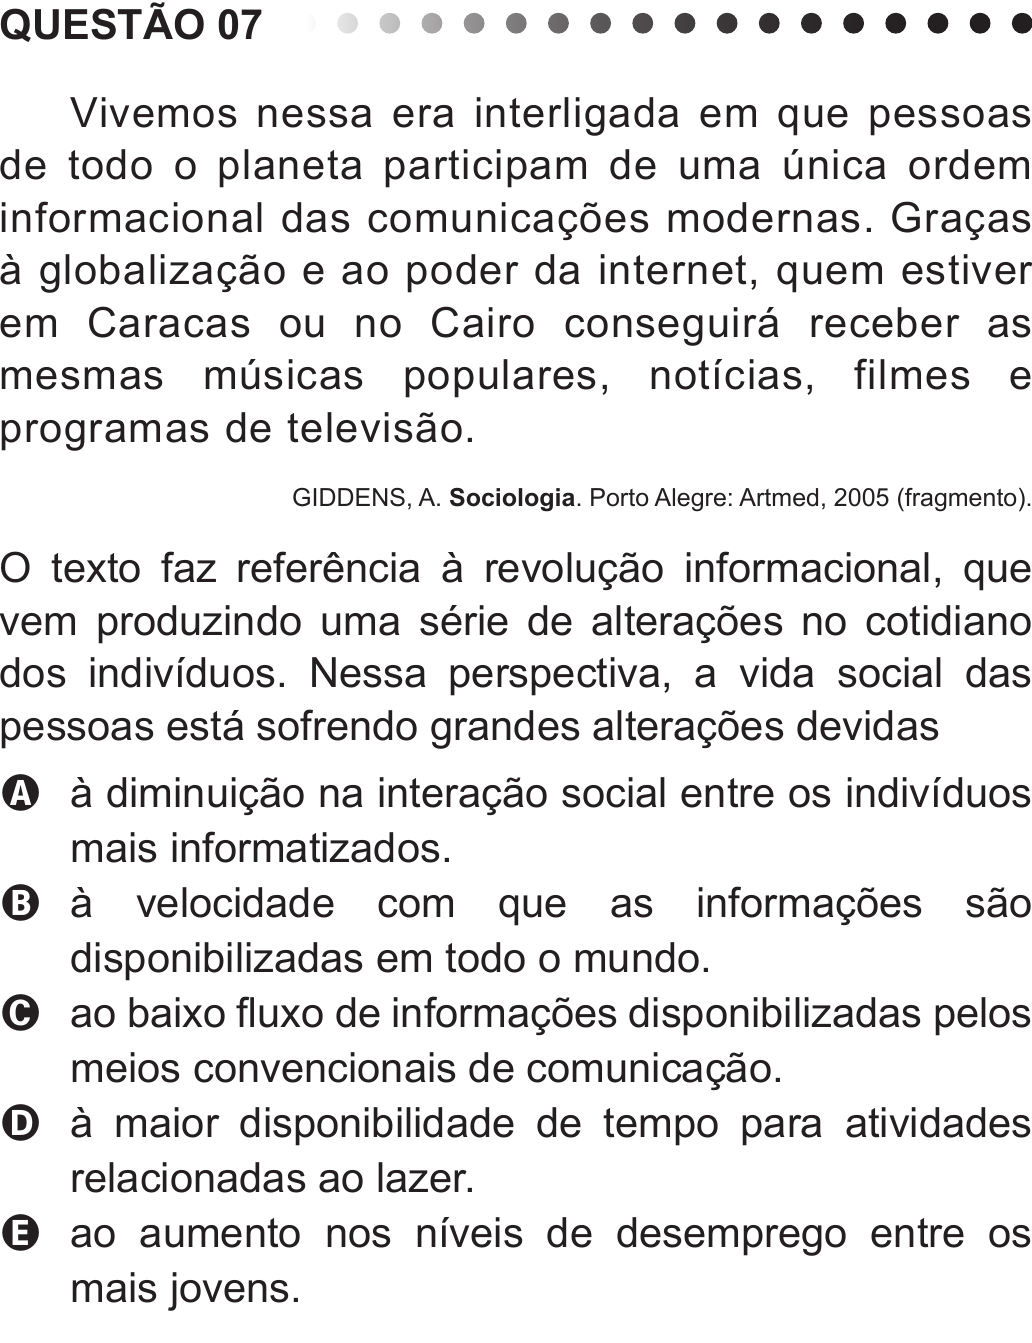 QUESTÃO 07
Vivemos nessa era interligada em que pessoas
de todo o planeta participam de uma única ordem
informacional das comunicações modernas. Graças
à globalização e ao poder da internet, quem estiver
em Caracas ou no Cairo conseguirá receber as
mesmas músicas populares, notícias, filmes e
programas de televisão.
GIDDENS, A. Sociologia. Porto Alegre: Artmed, 2005 (fragmento).
O texto faz referência à revolução informacional, que
vem produzindo uma série de alterações no cotidiano
dos indivíduos. Nessa perspectiva, a vida social das
pessoas está sofrendo grandes alterações devidas
A à diminuição na interação social entre os indivíduos
mais informatizados.
B à velocidade com que as informações são
disponibilizadas em todo o mundo.
C ao baixo fluxo de informações disponibilizadas pelos
meios convencionais de comunicação.
D à maior disponibilidade de tempo para atividades
relacionadas ao lazer.
E ao aumento nos níveis de desemprego entre os
mais jovens.